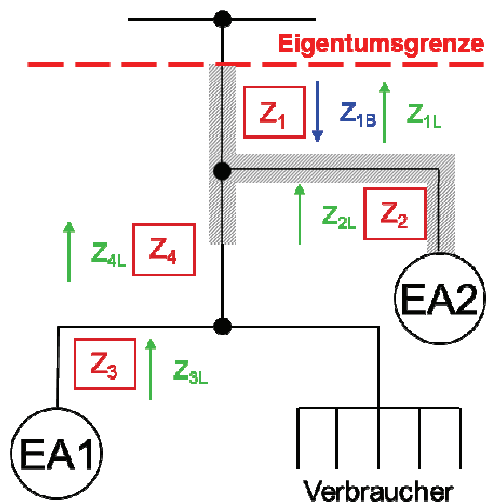 Eigentumsgrenze
Z1 Z1B Z1L
Z2L Z2
Z4L Z4
EA2
Z3 Z3L
EA1
Verbraucher